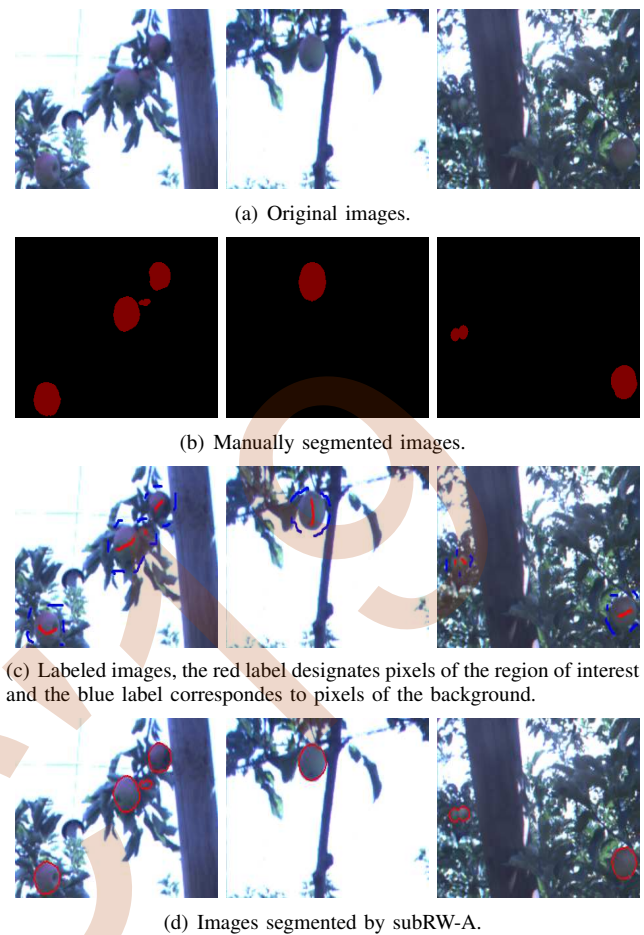 (a) Original images.
(b) Manually segmented images.
(c) Labeled images, the red label designates pixels of the region of interest
and the blue label correspondes to pixels of the background.
(d) Images segmented by subRW-A.